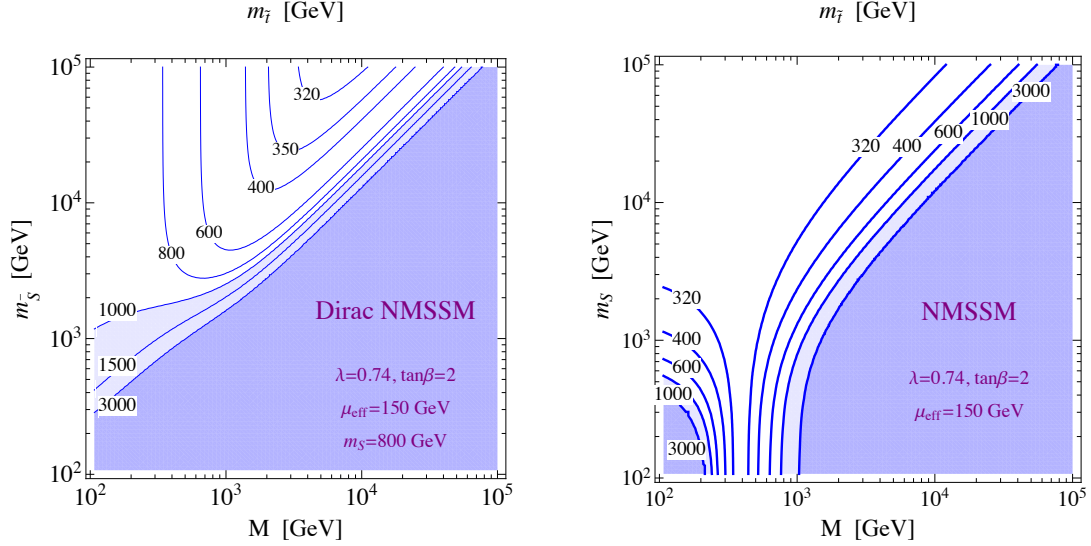 m_t̃ [GeV]
10^5
10^4
10^3
10^2
m_S̄ [GeV]
320
350
400
600
800
1000
1500
3000
Dirac NMSSM
λ=0.74, tanβ=2
μ_eff=150 GeV
m_S=800 GeV
10^2 10^3 10^4 10^5
M [GeV]
m_t̃ [GeV]
10^5
10^4
10^3
10^2
m_S [GeV]
3000
1000
600
400
320
320
400
600
1000
3000
NMSSM
λ=0.74, tanβ=2
μ_eff=150 GeV
10^2 10^3 10^4 10^5
M [GeV]